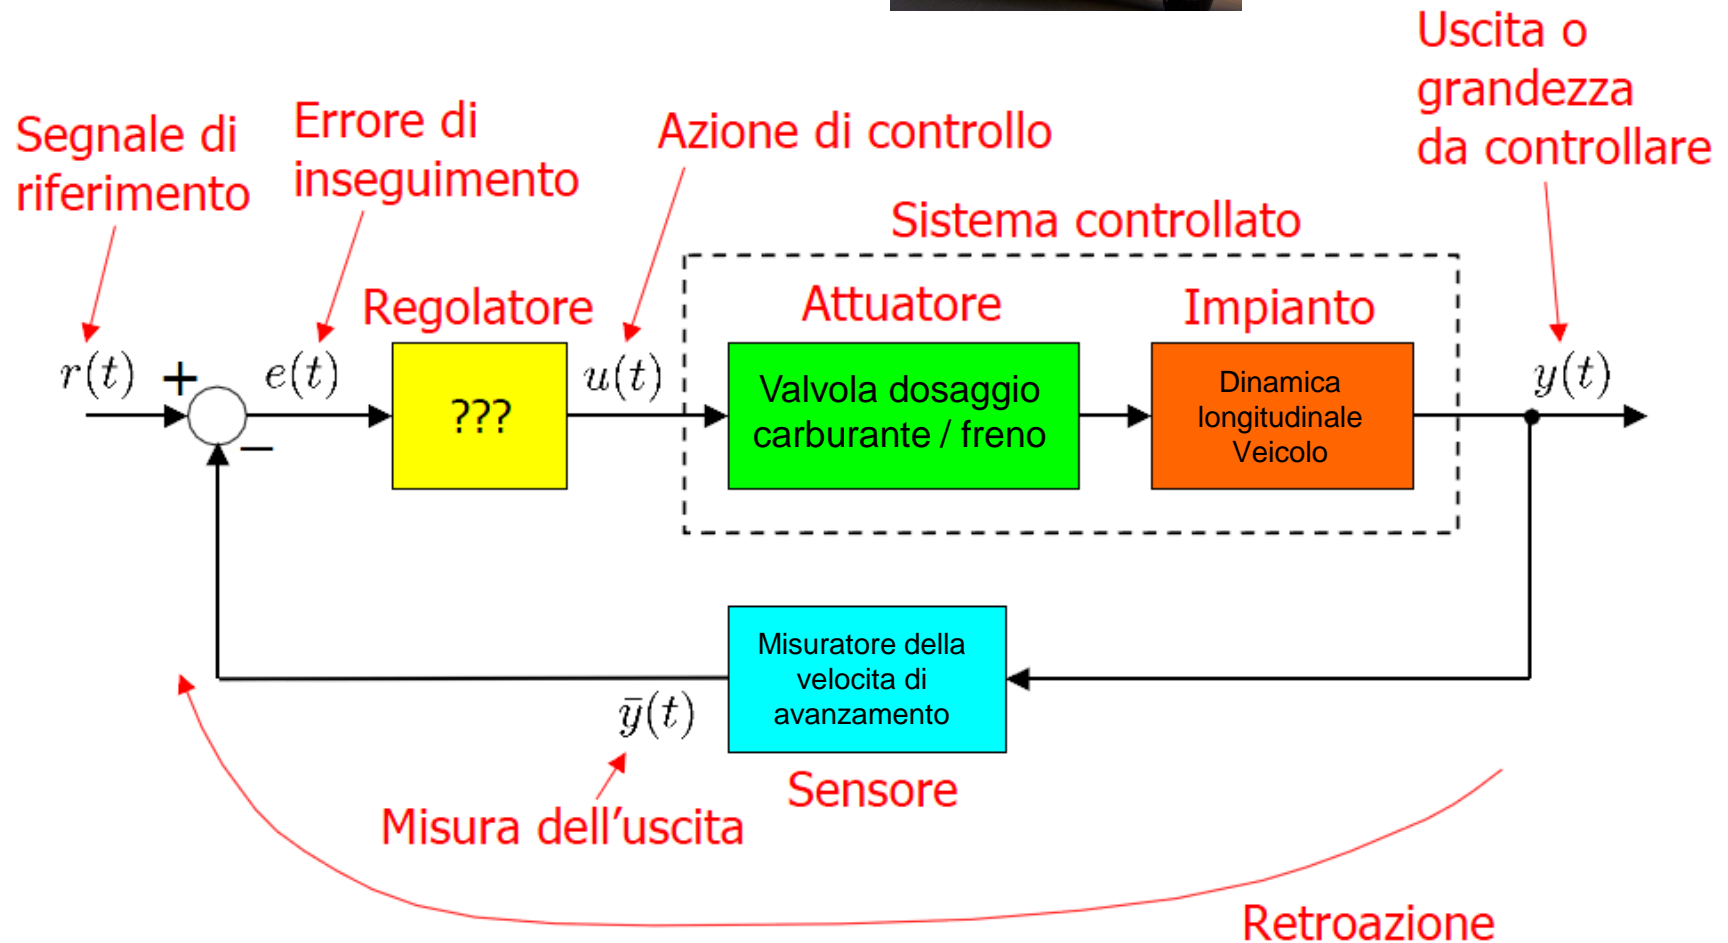 Uscita o
grandezza
da controllare
Segnale di
riferimento
Errore di
inseguimento
Azione di controllo
Sistema controllato
Regolatore
Attuatore
Impianto
r(t)
+
−
e(t)
???
u(t)
Valvola dosaggio
carburante / freno
Dinamica
longitudinale
Veicolo
y(t)
Misuratore della
velocita di
avanzamento
ȳ(t)
Sensore
Misura dell’uscita
Retroazione